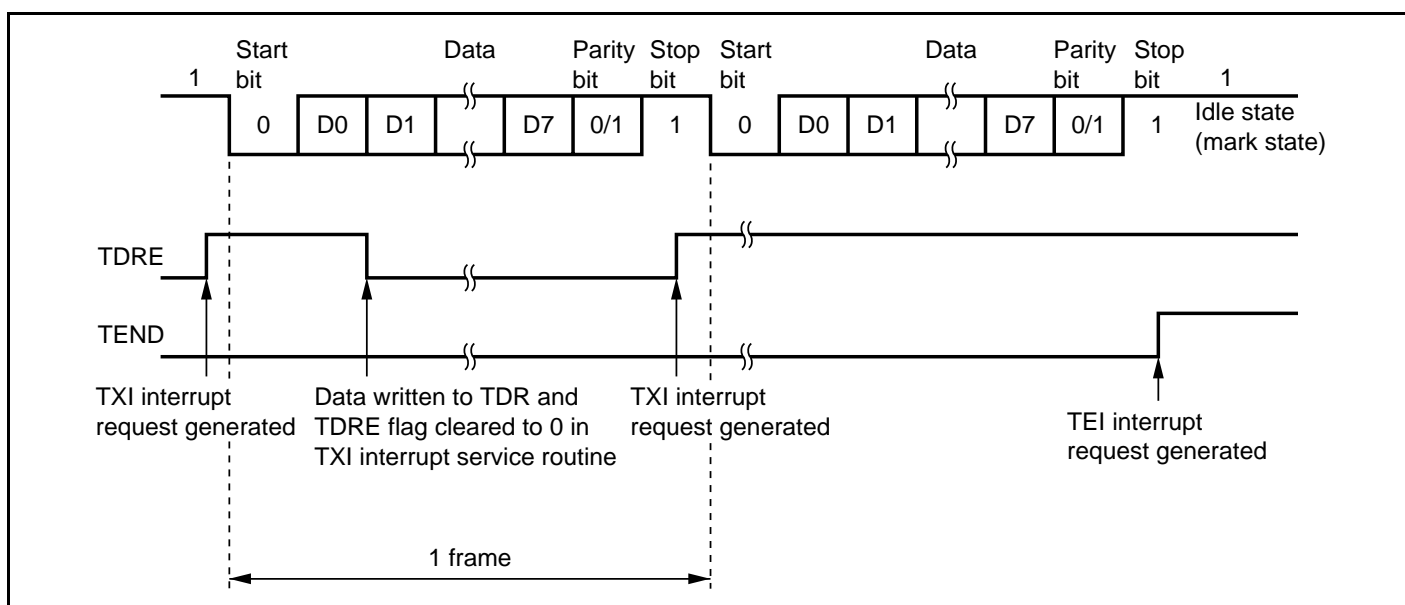 Start bit
Data
Parity bit
Stop bit
Start bit
Data
Parity bit
Stop bit
1
0
D0
D1
D7
0/1
1
0
D0
D1
D7
0/1
1
1
Idle state
(mark state)
TDRE
TEND
TXI interrupt
request generated
Data written to TDR and
TDRE flag cleared to 0 in
TXI interrupt service routine
TXI interrupt
request generated
TEI interrupt
request generated
1 frame